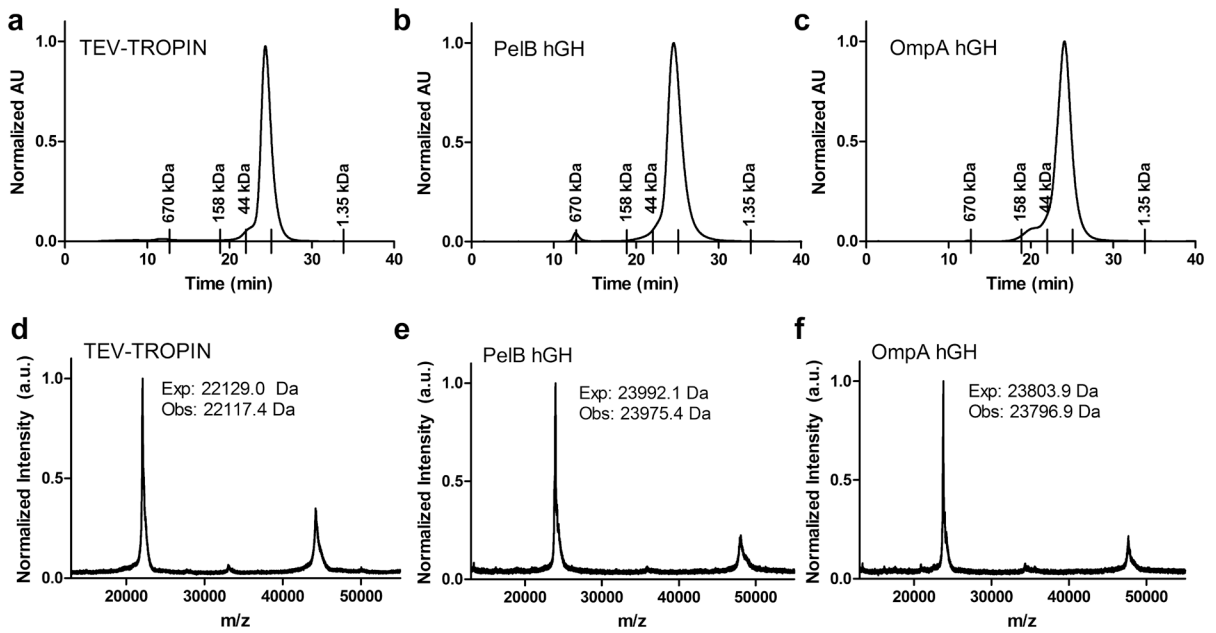 a
TEV-TROPIN
Normalized AU
1.0
0.5
0.0
670 kDa
158 kDa
44 kDa
1.35 kDa
0 10 20 30 40
Time (min)
b
PelB hGH
Normalized AU
1.0
0.5
0.0
670 kDa
158 kDa
44 kDa
1.35 kDa
0 10 20 30 40
Time (min)
c
OmpA hGH
Normalized AU
1.0
0.5
0.0
670 kDa
158 kDa
44 kDa
1.35 kDa
0 10 20 30 40
Time (min)
d
TEV-TROPIN
Normalized Intensity (a.u.)
1.0
0.5
0.0
Exp: 22129.0 Da
Obs: 22117.4 Da
20000 30000 40000 50000
m/z
e
PelB hGH
Normalized Intensity (a.u.)
1.0
0.5
0.0
Exp: 23992.1 Da
Obs: 23975.4 Da
20000 30000 40000 50000
m/z
f
OmpA hGH
Normalized Intensity (a.u.)
1.0
0.5
0.0
Exp: 23803.9 Da
Obs: 23796.9 Da
20000 30000 40000 50000
m/z